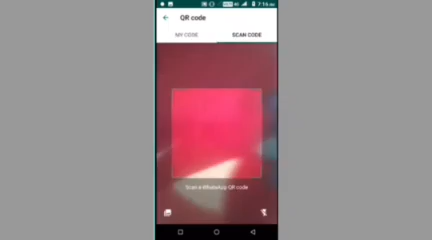 QR code
MY CODE
SCAN CODE
Scan a WhatsApp QR code